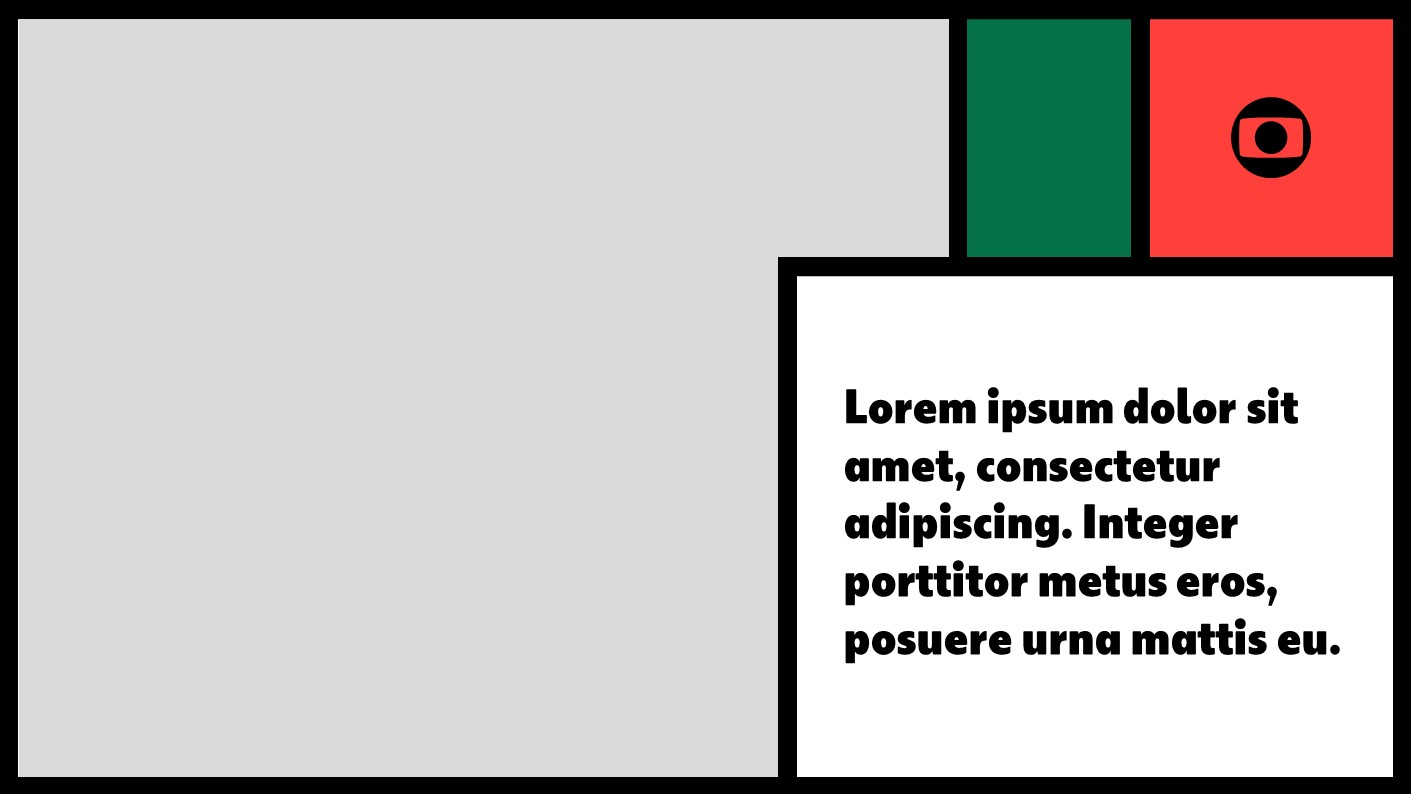 Lorem ipsum dolor sit
amet, consectetur
adipiscing. Integer
porttitor metus eros,
posuere urna mattis eu.